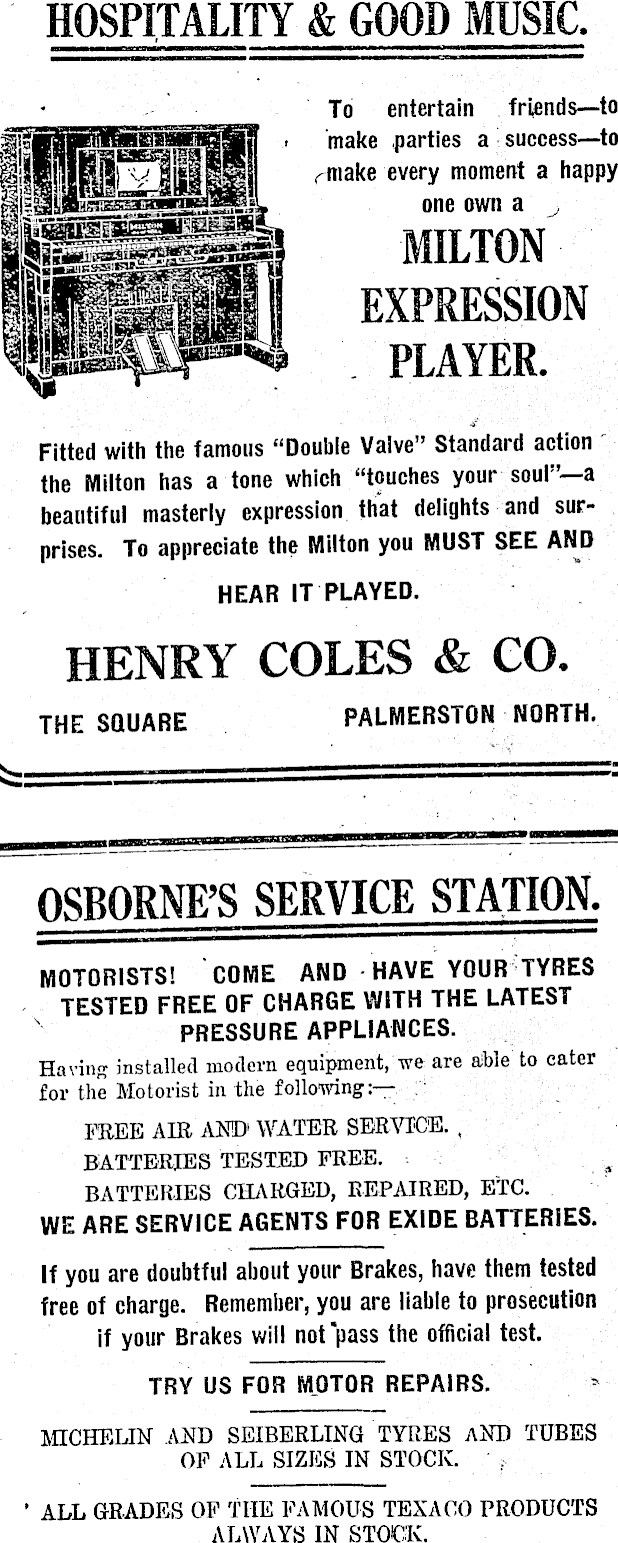 HOSPITALITY & GOOD MUSIC.
To entertain friends—to
make parties a success—to
make every moment a happy
one own a
MILTON
MILTON
EXPRESSION
PLAYER.
Fitted with the famous "Double Valve" Standard action
the Milton has a tone which "touches your soul"—a
beautiful masterly expression that delights and sur-
prises. To appreciate the Milton you MUST SEE AND
HEAR IT PLAYED.
HENRY COLES & CO.
THE SQUARE PALMERSTON NORTH.
OSBORNE'S SERVICE STATION.
MOTORISTS! COME AND HAVE YOUR TYRES
TESTED FREE OF CHARGE WITH THE LATEST
PRESSURE APPLIANCES.
Having installed modern equipment, we are able to cater
for the Motorist in the following:—
FREE AIR AND WATER SERVICE.
BATTERIES TESTED FREE.
BATTERIES CHARGED, REPAIRED, ETC.
WE ARE SERVICE AGENTS FOR EXIDE BATTERIES.
If you are doubtful about your Brakes, have them tested
free of charge. Remember, you are liable to prosecution
if your Brakes will not pass the official test.
TRY US FOR MOTOR REPAIRS.
MICHELIN AND SEIBERLING TYRES AND TUBES
OF ALL SIZES IN STOCK.
ALL GRADES OF THE FAMOUS TEXACO PRODUCTS
ALWAYS IN STOCK.